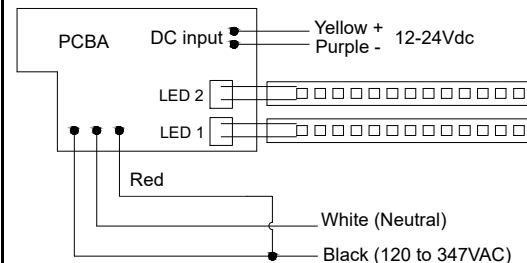 PCBA
DC input
Yellow +
Purple -
12-24Vdc
LED 2
LED 1
Red
White (Neutral)
Black (120 to 347VAC)